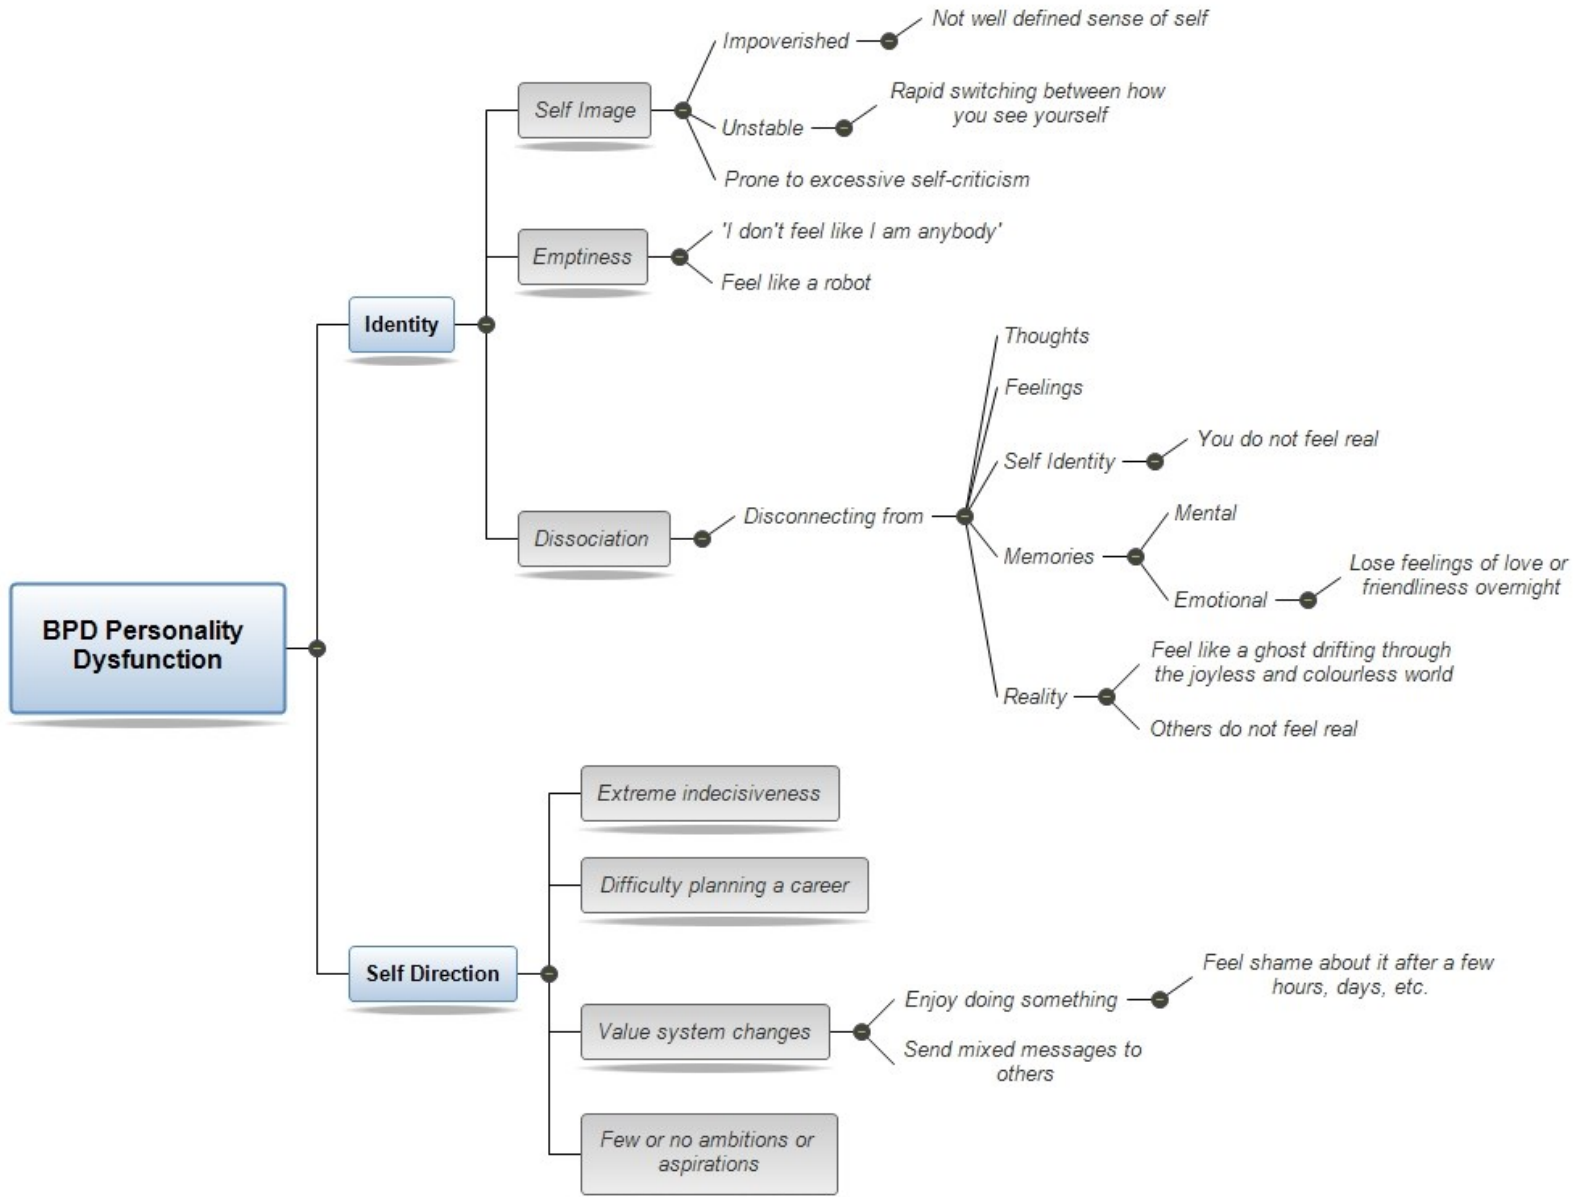 BPD Personality
Dysfunction
Identity
Self Image
Impoverished
Not well defined sense of self
Unstable
Rapid switching between how
you see yourself
Prone to excessive self-criticism
Emptiness
'I don't feel like I am anybody'
Feel like a robot
Dissociation
Disconnecting from
Thoughts
Feelings
Self Identity
You do not feel real
Memories
Mental
Emotional
Lose feelings of love or
friendliness overnight
Reality
Feel like a ghost drifting through
the joyless and colourless world
Others do not feel real
Self Direction
Extreme indecisiveness
Difficulty planning a career
Value system changes
Enjoy doing something
Feel shame about it after a few
hours, days, etc.
Send mixed messages to
others
Few or no ambitions or
aspirations